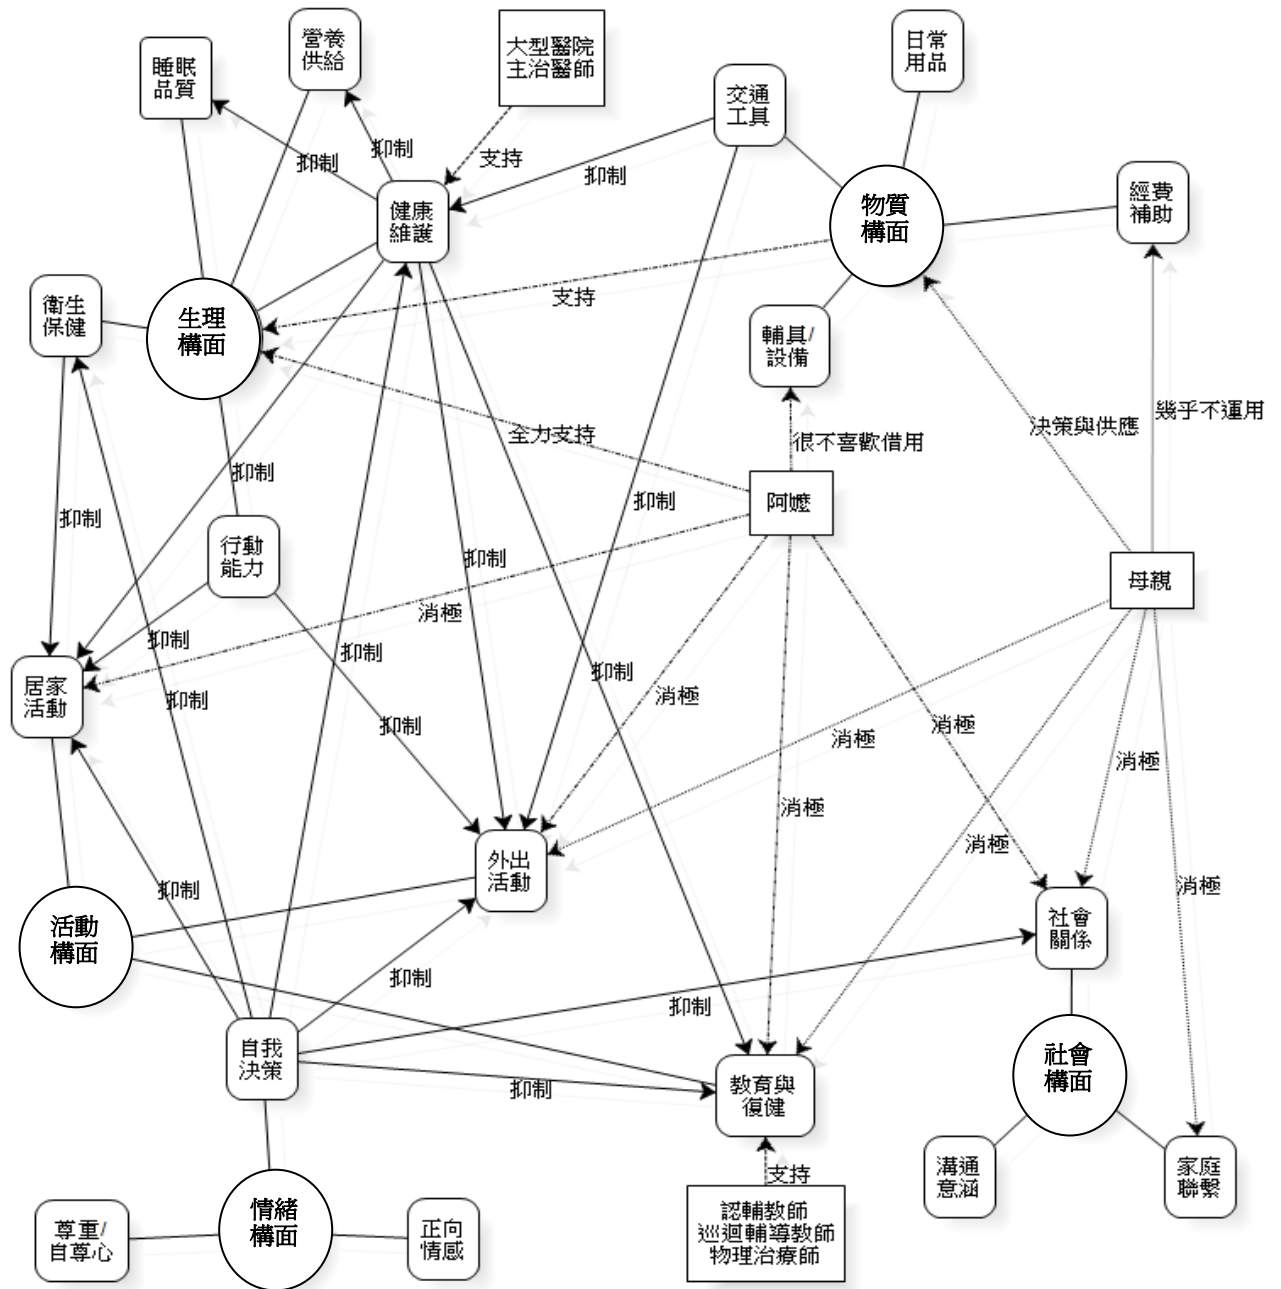 營養
供給
日常
用品
大型醫院
主治醫師
睡眠
品質
交通
工具
抑制
抑制
支持
抑制
經費
補助
健康
維護
物質
構面
衛生
保健
生理
構面
支持
輔具/
設備
幾乎不運用
決策與供應
全力支持
很不喜歡借用
抑制
抑制
阿嬤
抑制
行動
能力
抑制
母親
消極
抑制
抑制
抑制
居家
活動
抑制
消極
抑制
消極
消極
消極
消極
消極
外出
活動
消極
消極
抑制
活動
構面
社會
關係
抑制
抑制
自我
決策
抑制
教育與
復健
社會
構面
支持
溝通
意涵
家庭
聯繫
尊重/
自尊心
情緒
構面
正向
情感
認輔教師
巡迴輔導教師
物理治療師